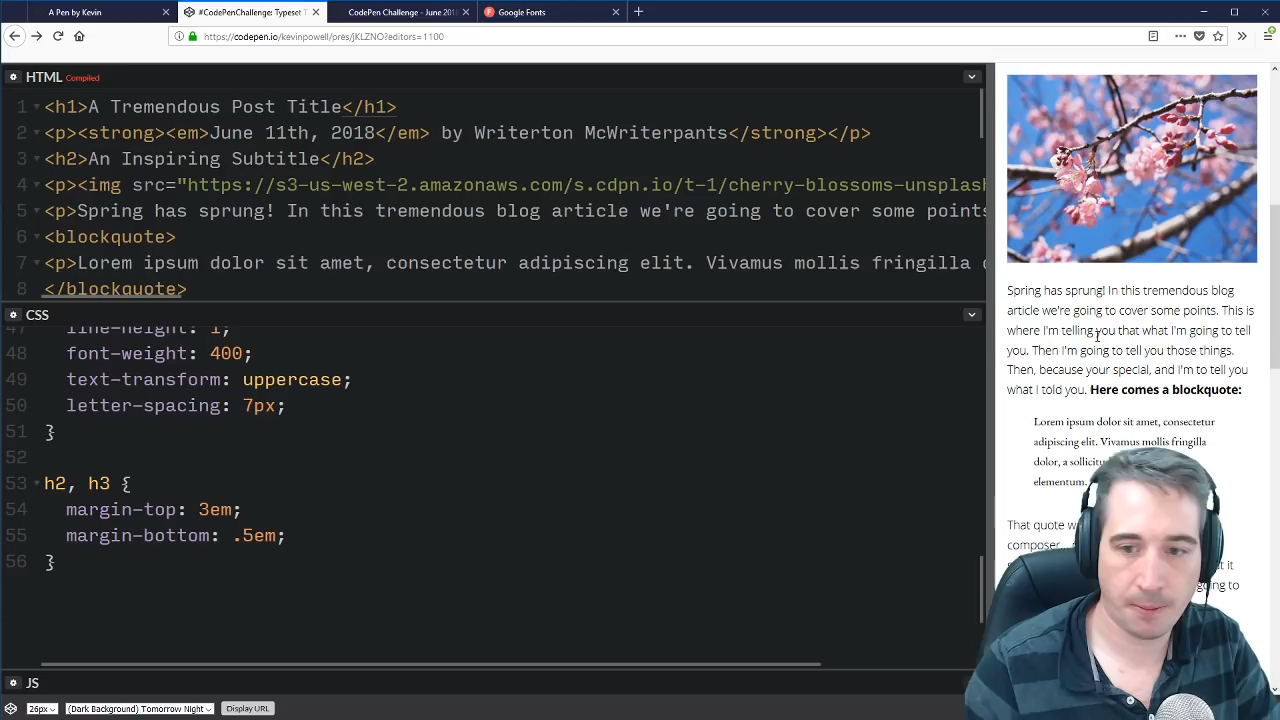 A Pen by Kevin
#CodePenChallenge: Typeset T
CodePen Challenge - June 2018
Google Fonts
https://codepen.io/kevinpowell/pres/jKLZNO?editors=1100
HTML Compiled
1 <h1>A Tremendous Post Title</h1>
2 <p><strong><em>June 11th, 2018</em> by Writerton McWriterpants</strong></p>
3 <h2>An Inspiring Subtitle</h2>
4 <p><img src="https://s3-us-west-2.amazonaws.com/s.cdpn.io/t-1/cherry-blossoms-unsplash
5 <p>Spring has sprung! In this tremendous blog article we're going to cover some points
6 <blockquote>
7 <p>Lorem ipsum dolor sit amet, consectetur adipiscing elit. Vivamus mollis fringilla
8 </blockquote>
CSS
47 line-height: 1;
48 font-weight: 400;
49 text-transform: uppercase;
50 letter-spacing: 7px;
51 }
52
53 h2, h3 {
54 margin-top: 3em;
55 margin-bottom: .5em;
56 }
JS
26px
(Dark Background) Tomorrow Night
Display URL
Spring has sprung! In this tremendous blog
article we're going to cover some points. This is
where I'm telling you that what I'm going to tell
you. Then I'm going to tell you those things.
Then, because your special, and I'm to tell you
what I told you. Here comes a blockquote:
Lorem ipsum dolor sit amet, consectetur
adipiscing elit. Vivamus mollis fringilla
dolor, a
elementum.
That quote
composer
it
going to